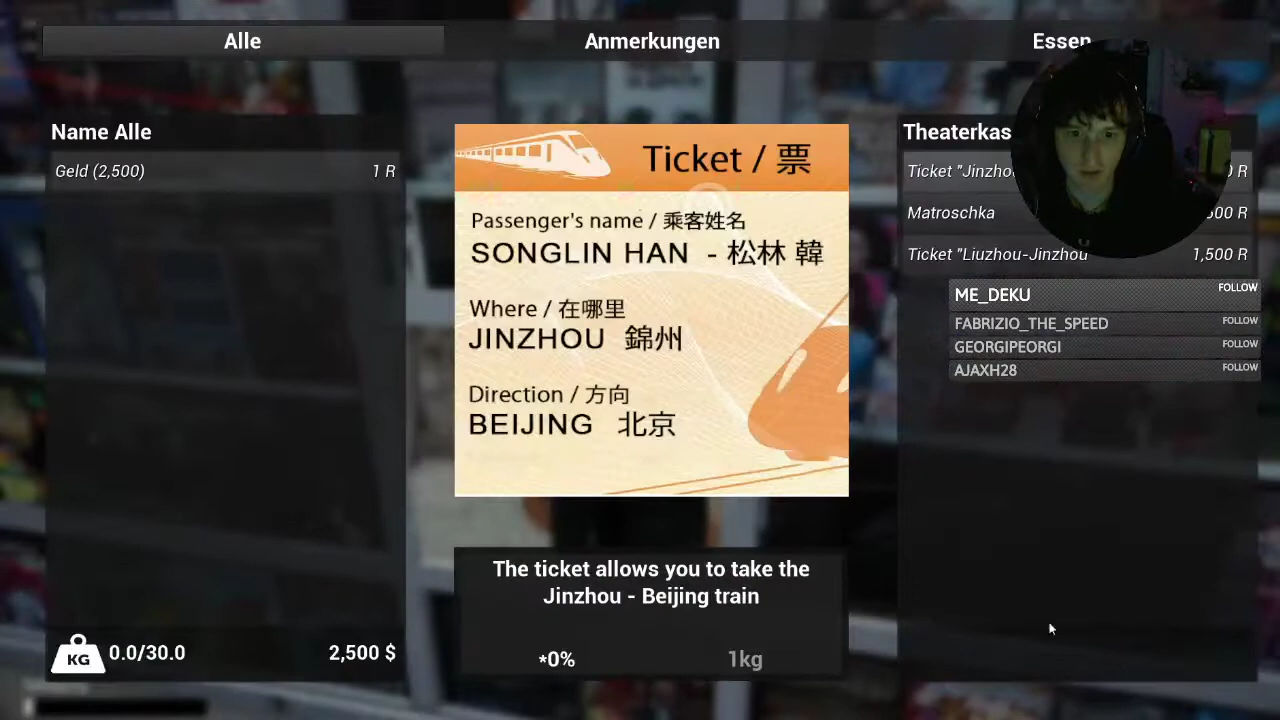 Alle
Anmerkungen
Essen
Name Alle
Geld (2,500) 1 R
Ticket / 票
Passenger's name / 乘客姓名
SONGLIN HAN - 松林 韓
Where / 在哪里
JINZHOU 錦州
Direction / 方向
BEIJING 北京
The ticket allows you to take the
Jinzhou - Beijing train
*0% 1kg
Ticket "Jinzho R
Matroschka R
Ticket "Liuzhou-Jinzhou 1,500 R
ME_DEKU FOLLOW
FABRIZIO_THE_SPEED FOLLOW
GEORGIPEORGI FOLLOW
AJAXH28 FOLLOW
KG 0.0/30.0 2,500 $